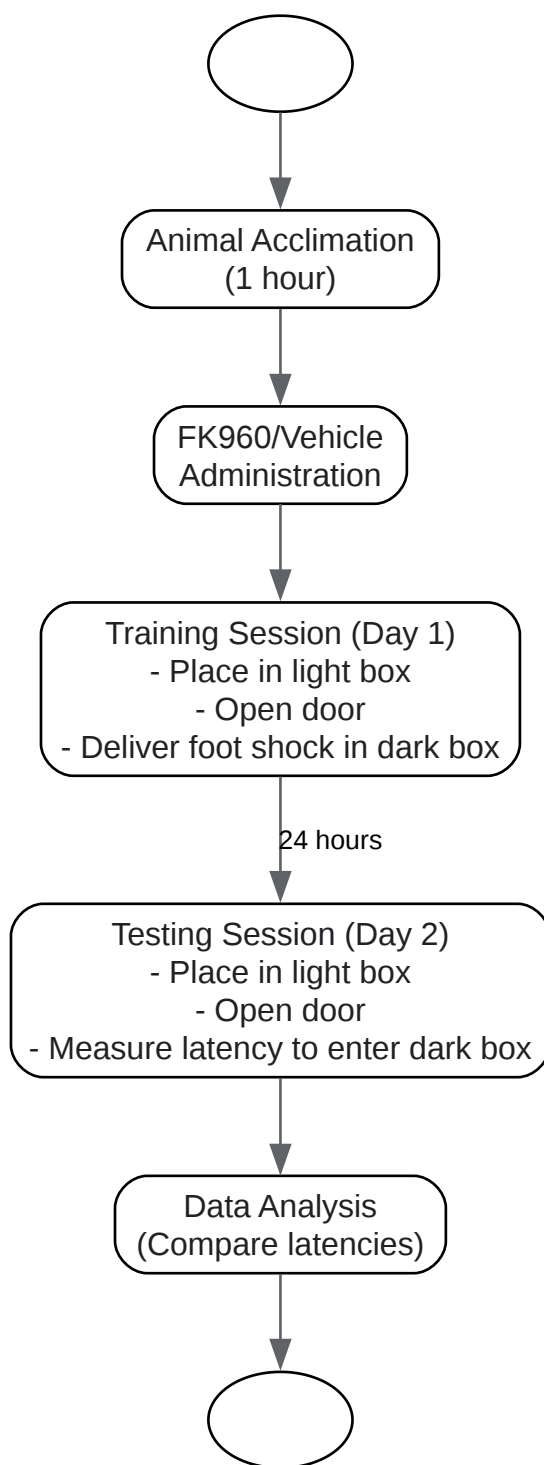 Animal Acclimation
(1 hour)
FK960/Vehicle
Administration
Training Session (Day 1)
- Place in light box
- Open door
- Deliver foot shock in dark box
24 hours
Testing Session (Day 2)
- Place in light box
- Open door
- Measure latency to enter dark box
Data Analysis
(Compare latencies)